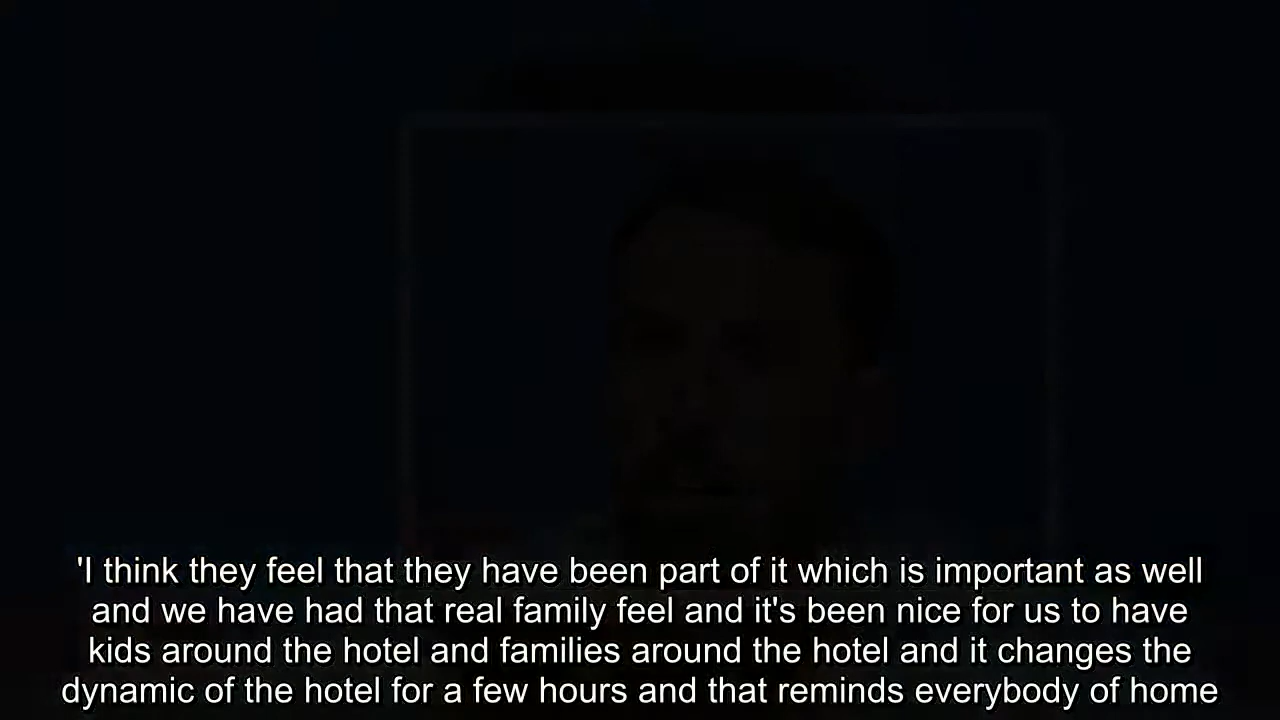 'I think they feel that they have been part of it which is important as well
and we have had that real family feel and it's been nice for us to have
kids around the hotel and families around the hotel and it changes the
dynamic of the hotel for a few hours and that reminds everybody of home